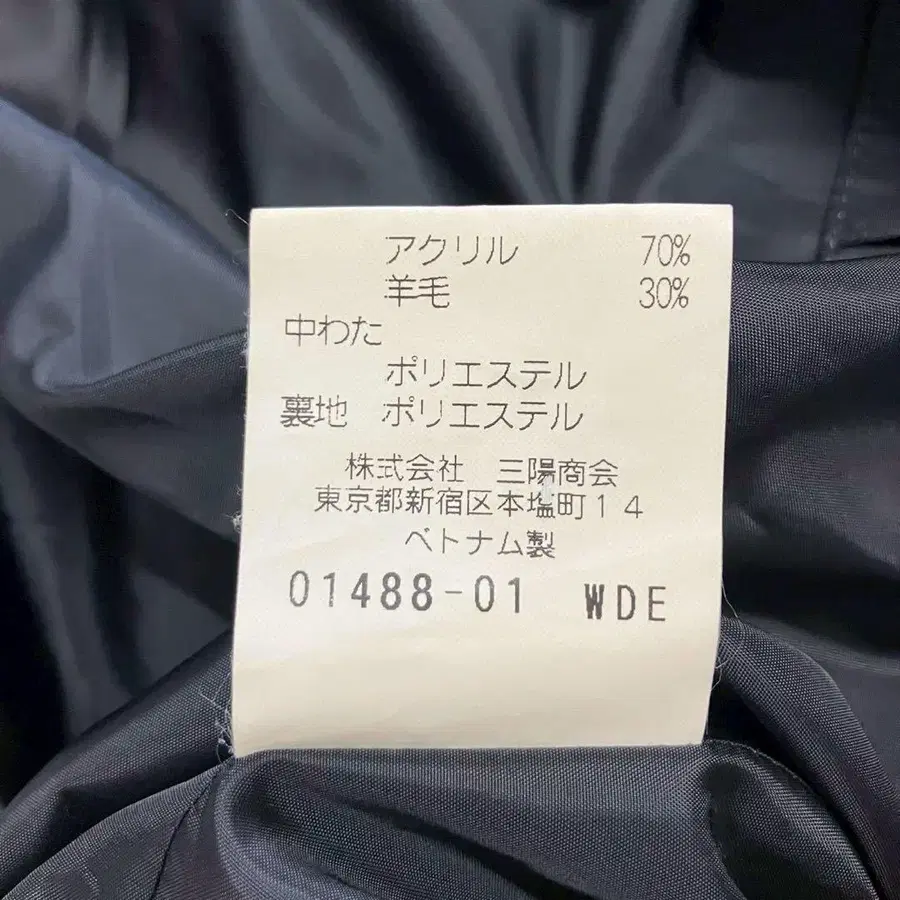 アクリル 70%
羊毛 30%
中わた
ポリエステル
裏地 ポリエステル
株式会社 三陽商会
東京都新宿区本塩町14
ベトナム製
01488-01 WDE